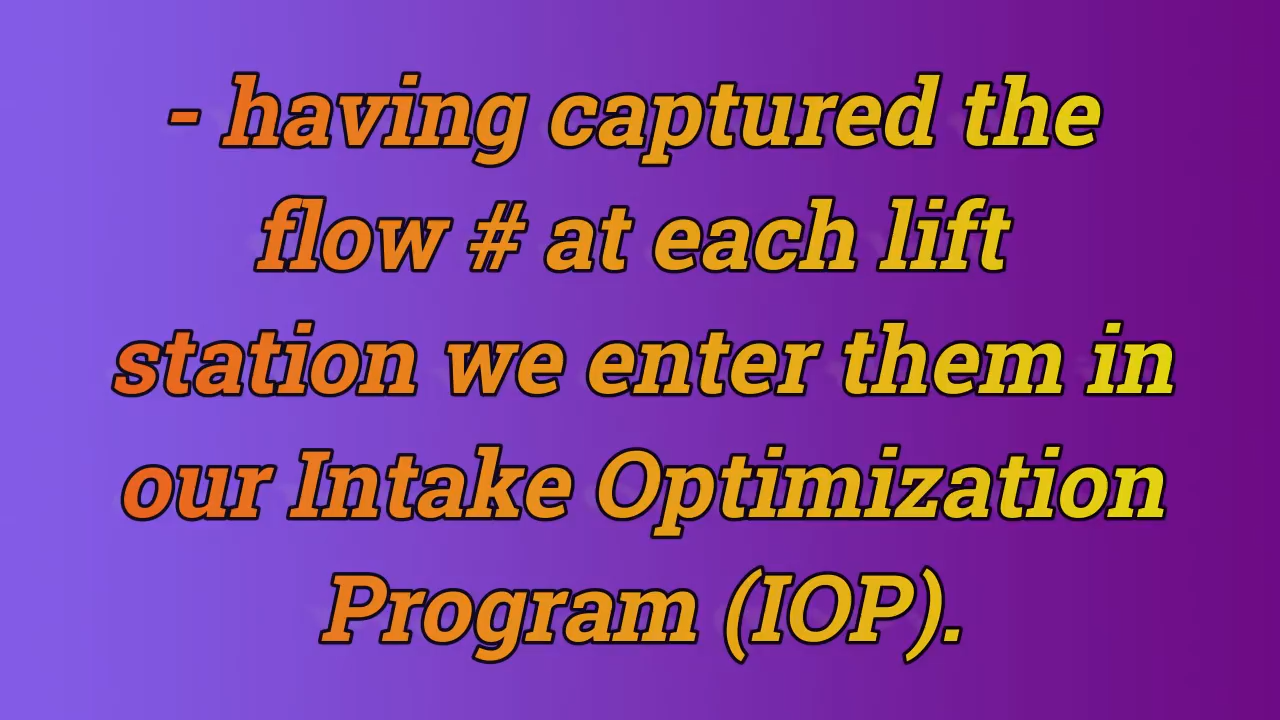 - having captured the
flow # at each lift
station we enter them in
our Intake Optimization
Program (IOP).